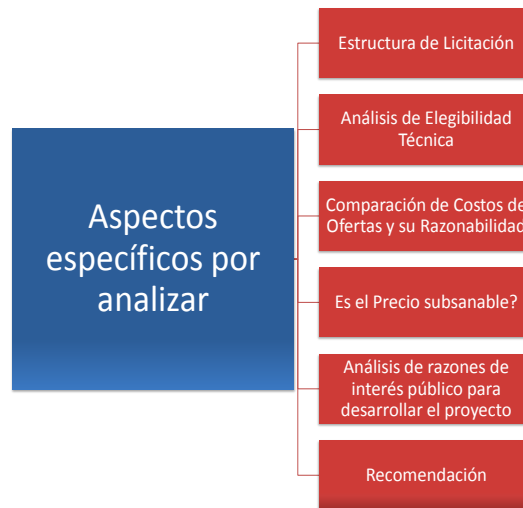 Aspectos
específicos por
analizar
Estructura de Licitación
Análisis de Elegibilidad
Técnica
Comparación de Costos de
Ofertas y su Razonabilidad
Es el Precio subsanable?
Análisis de razones de
interés público para
desarrollar el proyecto
Recomendación